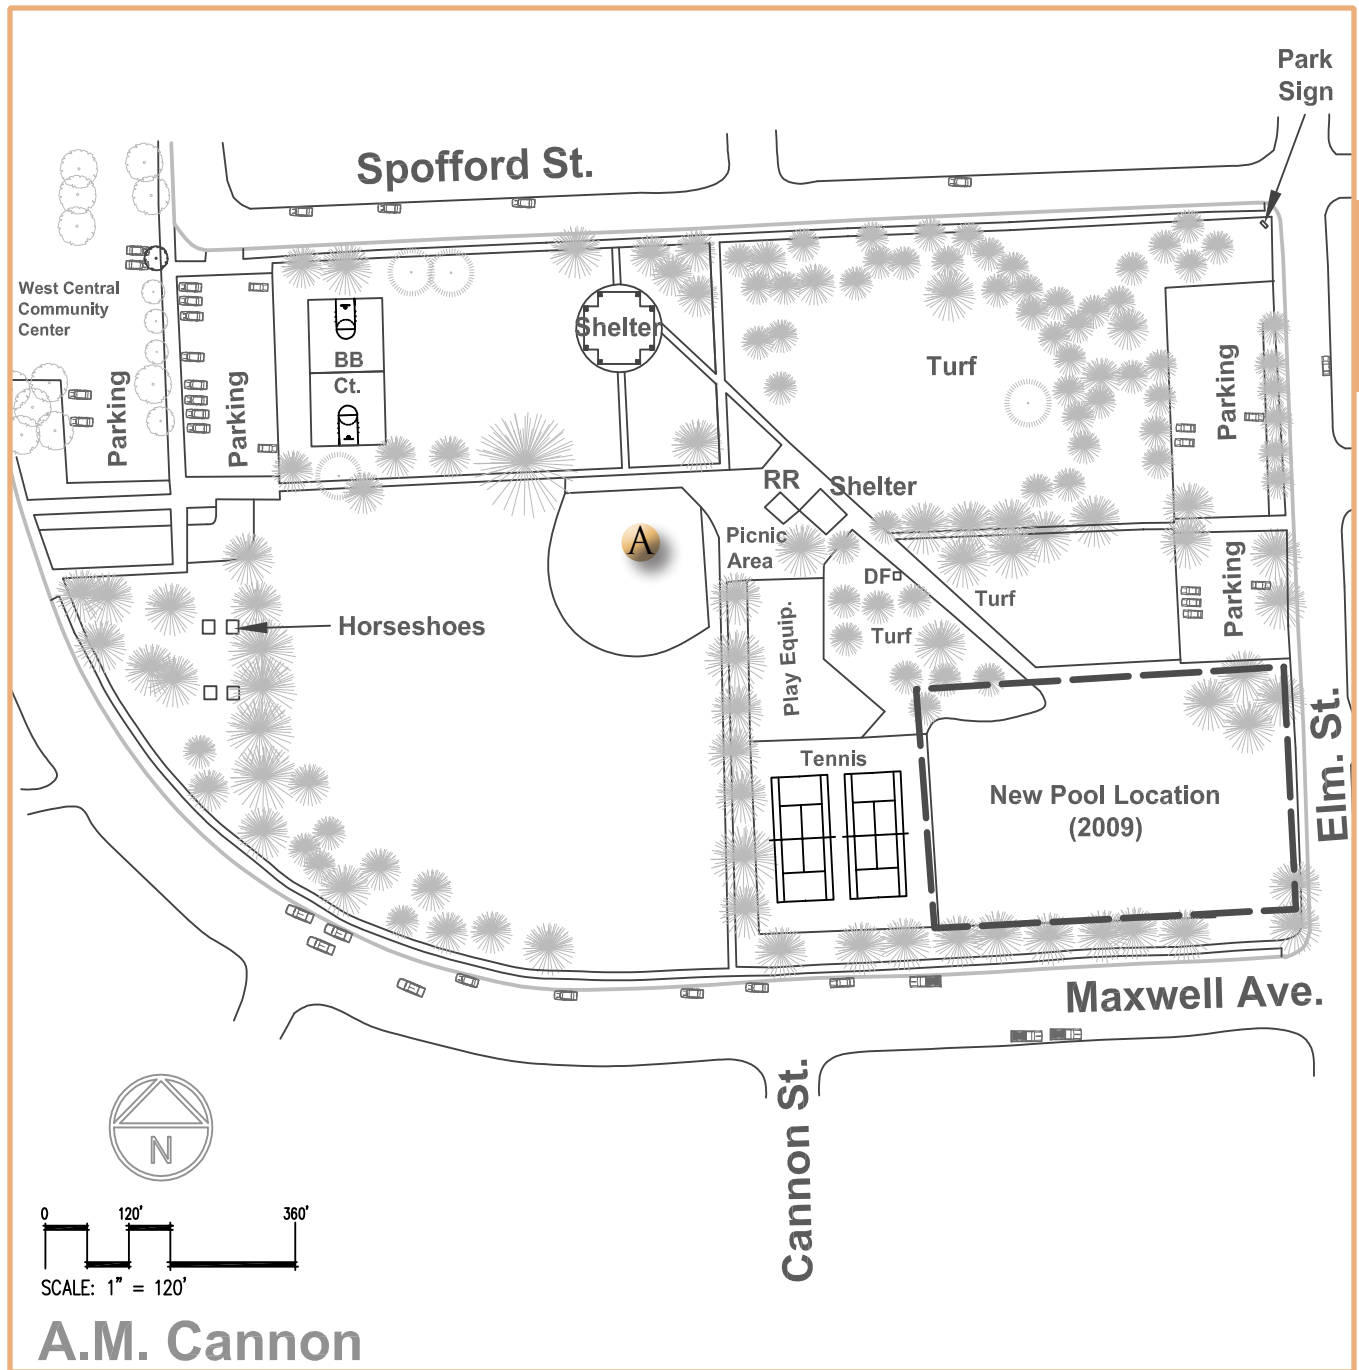 Park
Sign
Spofford St.
West Central
Community
Center
Parking
Parking
BB
Ct.
Shelter
Turf
Parking
RR
Shelter
A
Picnic
Area
DF
Turf
Parking
Horseshoes
Turf
Play Equip.
Tennis
New Pool Location
(2009)
Elm. St.
Maxwell Ave.
Cannon St.
N
0 120' 360'
SCALE: 1" = 120'
A.M. Cannon